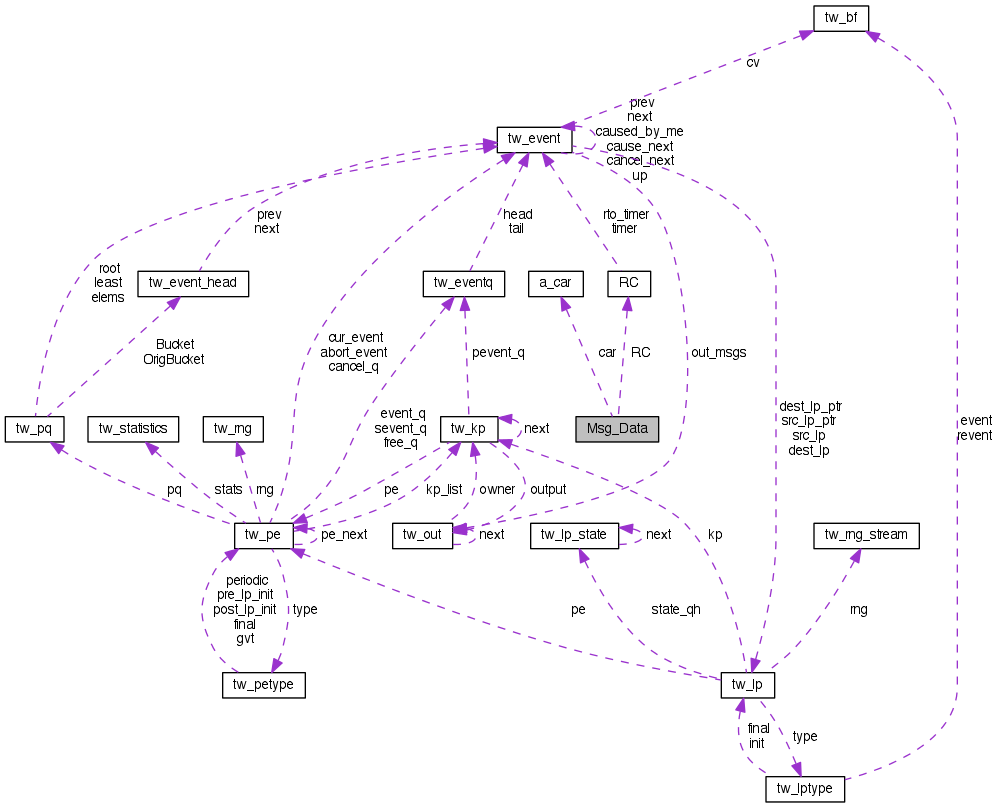 tw_bf
cv
prev
next
caused_by_me
cause_next
cancel_next
up
tw_event
prev
next
head
tail
rto_timer
timer
root
least
elems
tw_event_head
tw_eventq
a_car
RC
Bucket
OrigBucket
cur_event
abort_event
cancel_q
pevent_q
car
RC
out_msgs
dest_lp_ptr
src_lp_ptr
src_lp
dest_lp
event
revent
event_q
sevent_q
free_q
tw_pq
tw_statistics
tw_rng
tw_kp
next
Msg_Data
pq
stats
rng
pe
kp_list
owner
output
kp
tw_pe
pe_next
tw_out
next
tw_lp_state
next
tw_rng_stream
periodic
pre_lp_init
post_lp_init
final
gvt
type
pe
state_qh
rng
tw_petype
tw_lp
final
init
type
tw_lptype